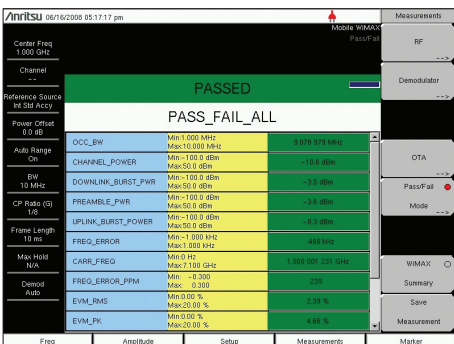 Anritsu 06/16/2008 05:17:17 pm
Measurements
Mobile WiMAX
Pass/Fail
Center Freq
1.000 GHz
Channel
--
Reference Source
Int Std Accy
Power Offset
0.0 dB
Auto Range
On
BW
10 MHz
CP Ratio (G)
1/8
Frame Length
10 ms
Max Hold
N/A
Demod
Auto
PASSED
PASS_FAIL_ALL
OCC_BW Min:1.000 MHz Max:10.000 MHz 9.078 979 MHz
CHANNEL_POWER Min:-100.0 dBm Max:50.0 dBm -10.6 dBm
DOWNLINK_BURST_PWR Min:-100.0 dBm Max:50.0 dBm -3.5 dBm
PREAMBLE_PWR Min:-100.0 dBm Max:50.0 dBm -3.6 dBm
UPLINK_BURST_POWER Min:-100.0 dBm Max:50.0 dBm
FREQ_ERROR Min:-1.000 kHz Max:1.000 kHz .466 kHz
CARR_FREQ Min:0 Hz Max:7.100 GHz 1.000 001 231 GHz
FREQ_ERROR_PPM Min: -0.300 Max: 0.300 .239
EVM_RMS Min:0.00 % Max:20.00 % 2.39 %
EVM_PK Min:0.00 % Max:20.00 % 4.66 %
RF
-->
Demodulator
-->
OTA
-->
Pass/Fail
Mode
-->
WiMAX
Summary
Save
Measurement
Freq Amplitude Setup Measurements Marker